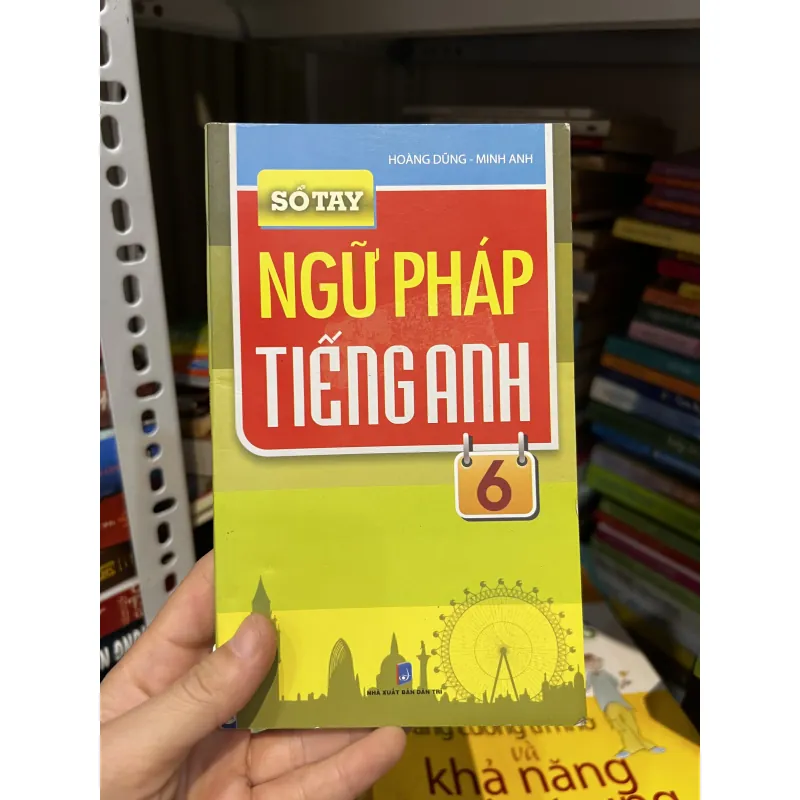 HOÀNG DŨNG - MINH ANH
SỔ TAY
NGỮ PHÁP
TIẾNG ANH
6
NHÀ XUẤT BẢN DÂN TRÍ
và
khả năng